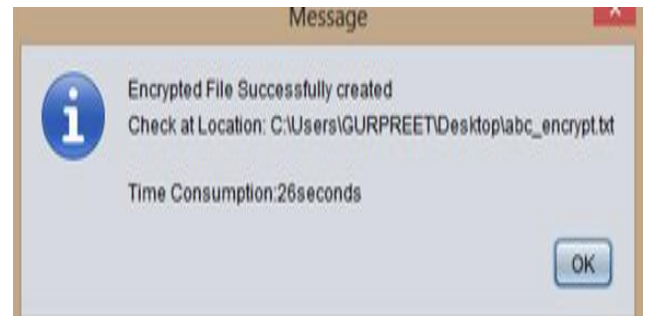 Message
x
Encrypted File Successfully created
Check at Location: C:\Users\GURPREET\Desktop\abc_encrypt.txt
Time Consumption:26seconds
OK